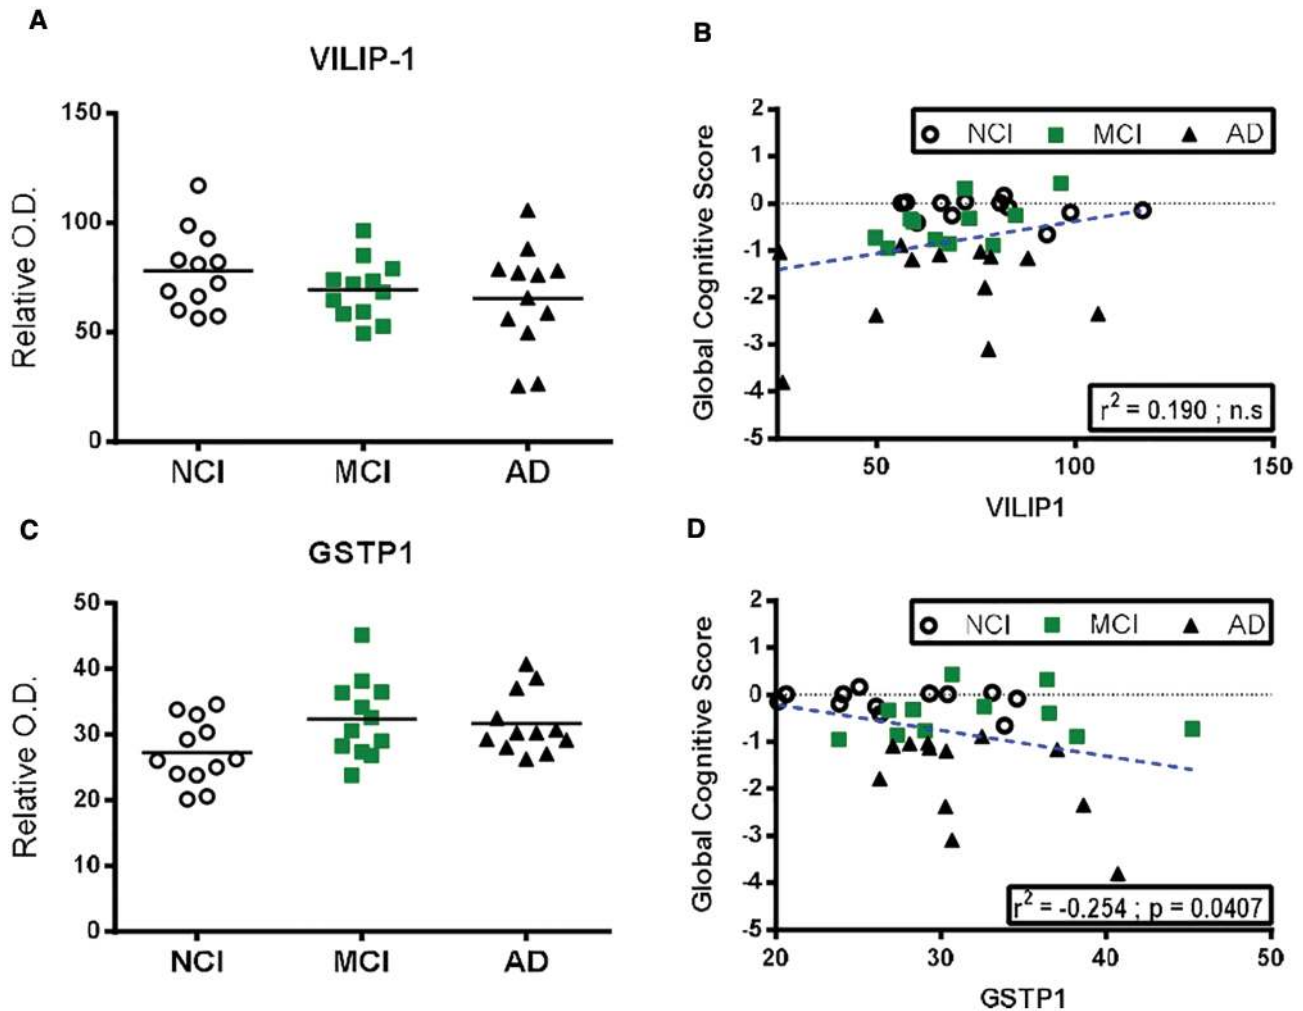 A
VILIP-1
Relative O.D.
150
100
50
0
NCI MCI AD
B
Global Cognitive Score
2
1
0
-1
-2
-3
-4
-5
NCI MCI AD
r² = 0.190 ; n.s
50 100 150
VILIP1
C
GSTP1
Relative O.D.
50
40
30
20
10
0
NCI MCI AD
D
Global Cognitive Score
2
1
0
-1
-2
-3
-4
-5
NCI MCI AD
r² = -0.254 ; p = 0.0407
20 30 40 50
GSTP1